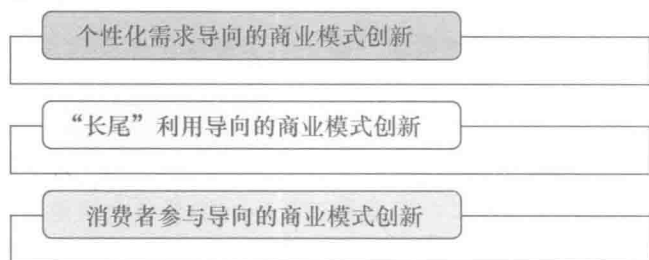 个性化需求导向的商业模式创新
“长尾”利用导向的商业模式创新
消费者参与导向的商业模式创新